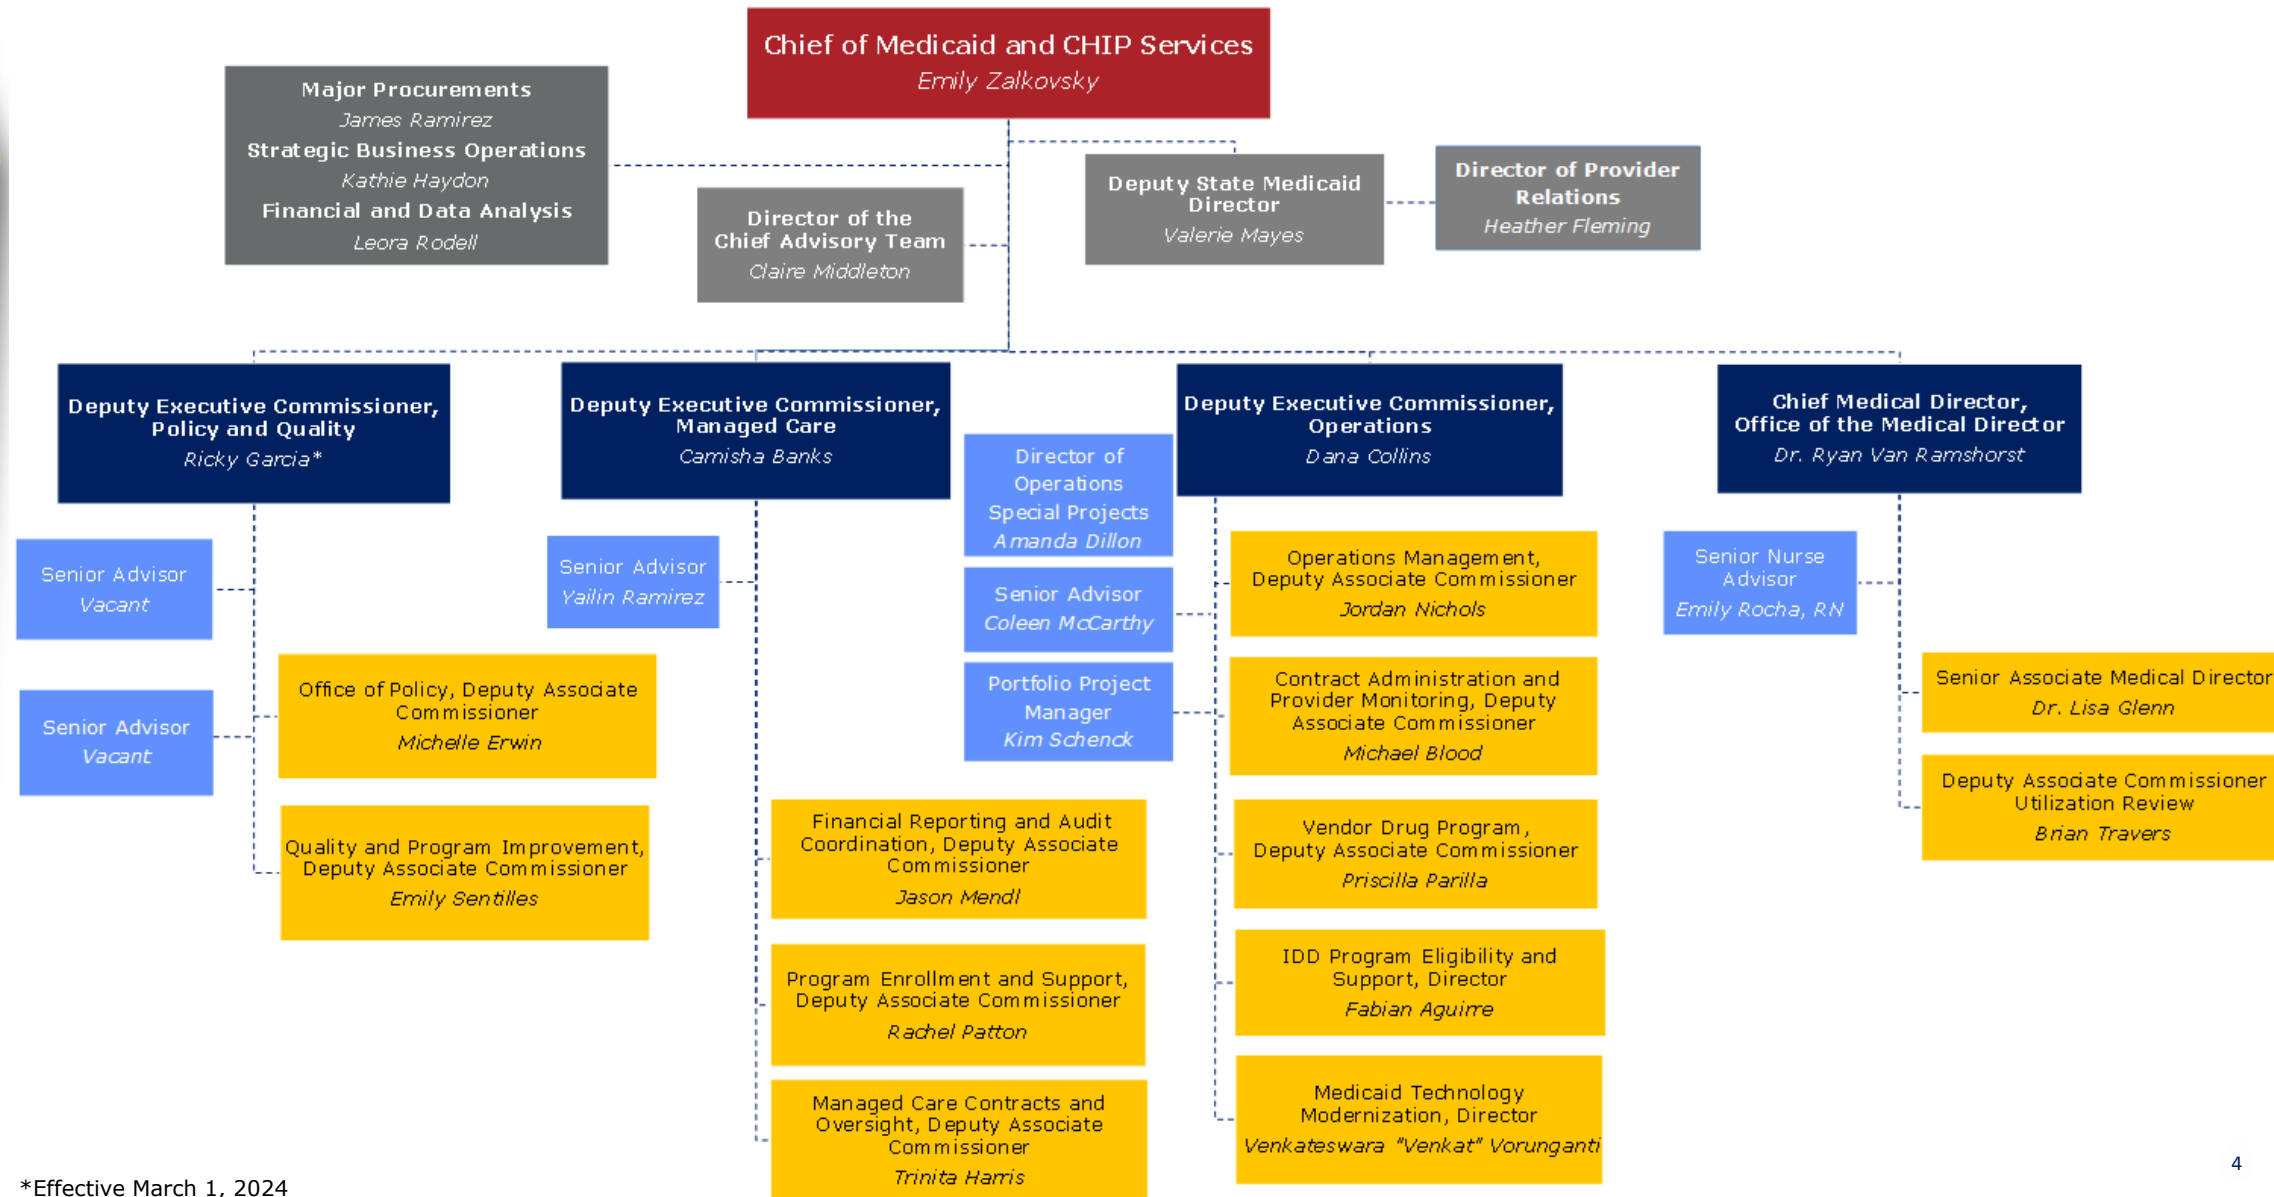 Chief of Medicaid and CHIP Services
Emily Zalkovsky
Major Procurements
James Ramirez
Strategic Business Operations
Kathie Haydon
Financial and Data Analysis
Leora Rodell
Director of the
Chief Advisory Team
Claire Middleton
Deputy State Medicaid
Director
Valerie Mayes
Director of Provider
Relations
Heather Fleming
Deputy Executive Commissioner,
Policy and Quality
Ricky Garcia*
Senior Advisor
Vacant
Senior Advisor
Vacant
Office of Policy, Deputy Associate
Commissioner
Michelle Erwin
Quality and Program Improvement,
Deputy Associate Commissioner
Emily Sentilles
Deputy Executive Commissioner,
Managed Care
Camisha Banks
Senior Advisor
Yailin Ramirez
Financial Reporting and Audit
Coordination, Deputy Associate
Commissioner
Jason Mendl
Program Enrollment and Support,
Deputy Associate Commissioner
Rachel Patton
Managed Care Contracts and
Oversight, Deputy Associate
Commissioner
Trinita Harris
Deputy Executive Commissioner,
Operations
Dana Collins
Director of
Operations
Special Projects
Amanda Dillon
Senior Advisor
Coleen McCarthy
Portfolio Project
Manager
Kim Schenck
Operations Management,
Deputy Associate Commissioner
Jordan Nichols
Contract Administration and
Provider Monitoring, Deputy
Associate Commissioner
Michael Blood
Vendor Drug Program,
Deputy Associate Commissioner
Priscilla Parilla
IDD Program Eligibility and
Support, Director
Fabian Aguirre
Medicaid Technology
Modernization, Director
Venkateswara "Venkat" Vorunganti
Chief Medical Director,
Office of the Medical Director
Dr. Ryan Van Ramshorst
Senior Nurse
Advisor
Emily Rocha, RN
Senior Associate Medical Director
Dr. Lisa Glenn
Deputy Associate Commissioner
Utilization Review
Brian Travers
*Effective March 1, 2024
4